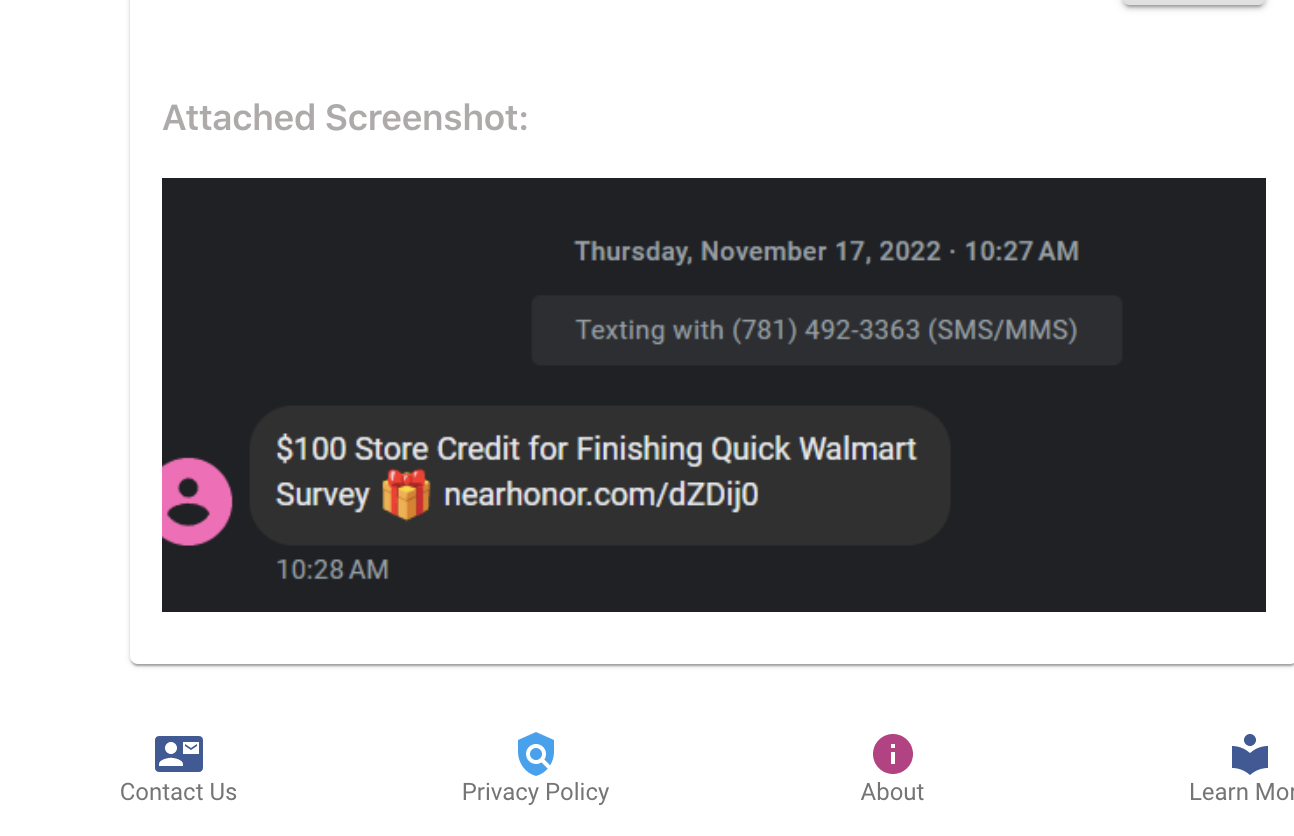 Attached Screenshot:
Thursday, November 17, 2022 · 10:27 AM
Texting with (781) 492-3363 (SMS/MMS)
$100 Store Credit for Finishing Quick Walmart
Survey 🎁 nearhonor.com/dZDij0
10:28 AM
Contact Us
Privacy Policy
About
Learn Mor